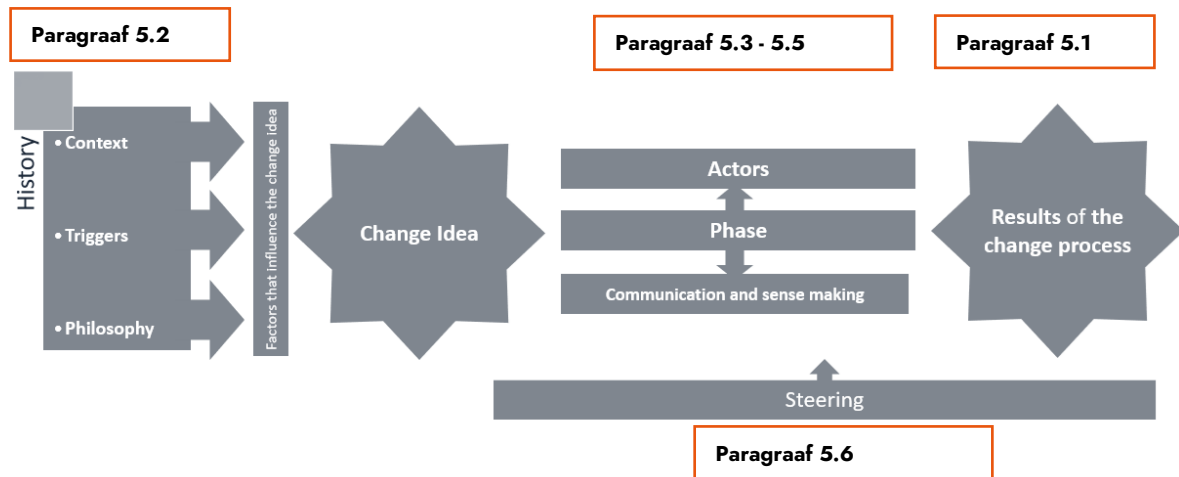 Paragraaf 5.2
Paragraaf 5.3 - 5.5
Paragraaf 5.1
History
• Context
• Triggers
• Philosophy
Factors that influence the change idea
Change Idea
Actors
Phase
Communication and sense making
Results of the
change process
Steering
Paragraaf 5.6